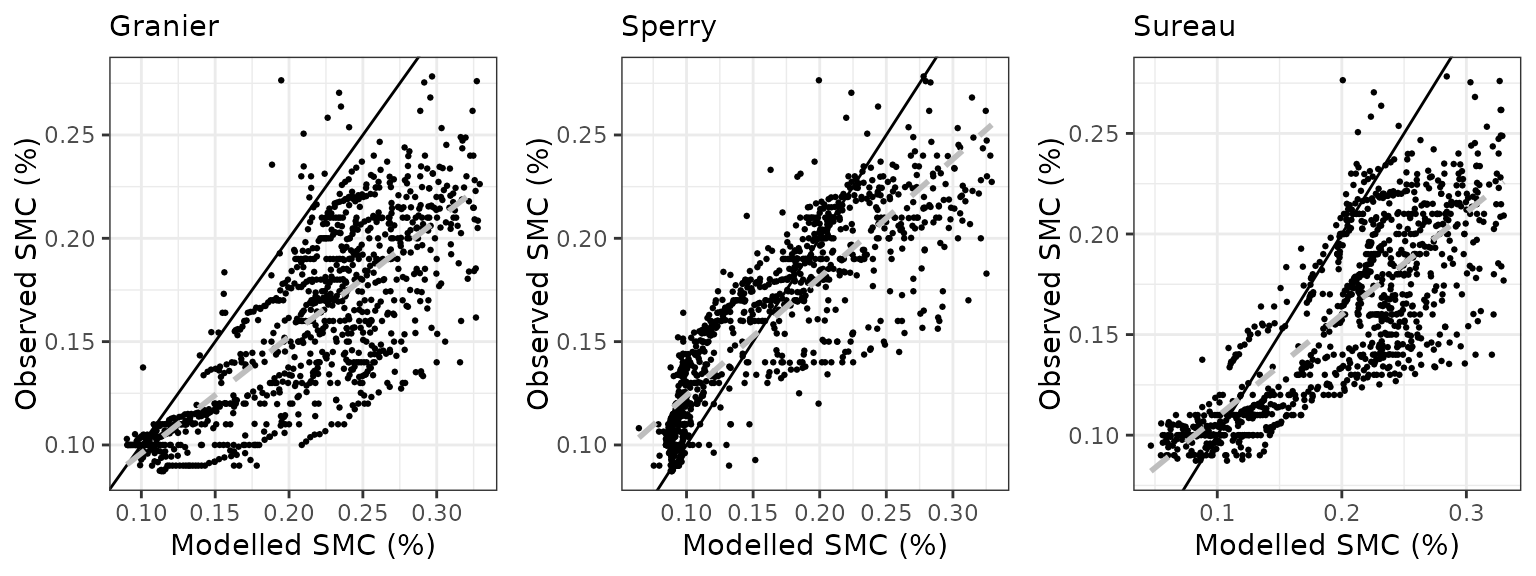 Granier
Observed SMC (%)
0.25
0.20
0.15
0.10
0.10 0.15 0.20 0.25 0.30
Modelled SMC (%)
Sperry
Observed SMC (%)
0.25
0.20
0.15
0.10
0.10 0.15 0.20 0.25 0.30
Modelled SMC (%)
Sureau
Observed SMC (%)
0.25
0.20
0.15
0.10
0.1 0.2 0.3
Modelled SMC (%)